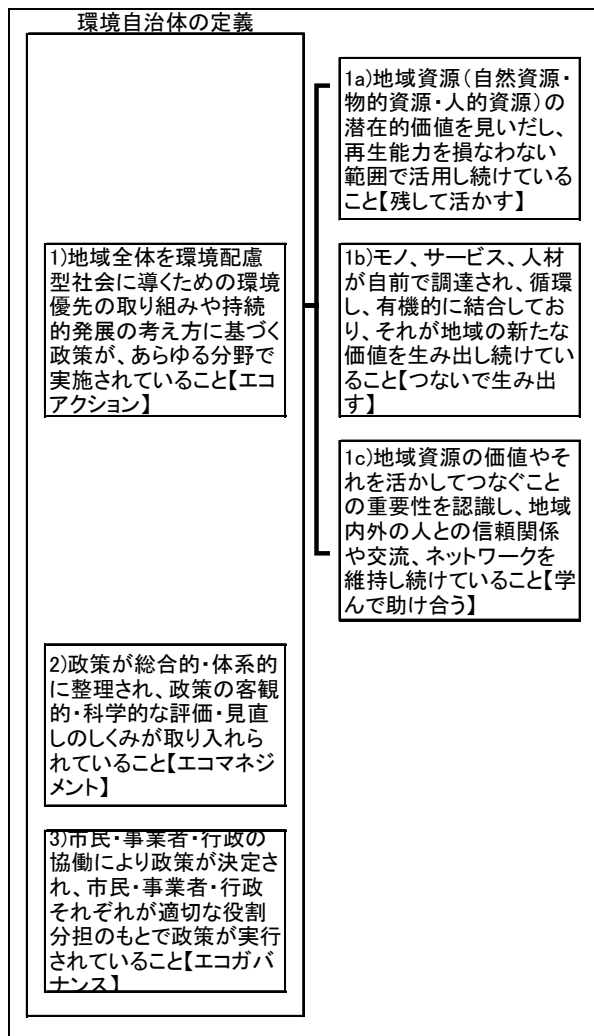 環境自治体の定義
1)地域全体を環境配慮
型社会に導くための環境
優先の取り組みや持続
的発展の考え方に基づく
政策が、あらゆる分野で
実施されていること【エコ
アクション】
2)政策が総合的・体系的
に整理され、政策の客観
的・科学的な評価・見直
しのしくみが取り入れら
れていること【エコマネジ
メント】
3)市民・事業者・行政の
協働により政策が決定さ
れ、市民・事業者・行政
それぞれが適切な役割
分担のもとで政策が実行
されていること【エコガバ
ナンス】
1a)地域資源(自然資源・
物的資源・人的資源)の
潜在的価値を見いだし、
再生能力を損なわない
範囲で活用し続けている
こと【残して活かす】
1b)モノ、サービス、人材
が自前で調達され、循環
し、有機的に結合してお
り、それが地域の新たな
価値を生み出し続けてい
ること【つないで生み出
す】
1c)地域資源の価値やそ
れを活かしてつなぐこと
の重要性を認識し、地域
内外の人との信頼関係
や交流、ネットワークを
維持し続けていること【学
んで助け合う】